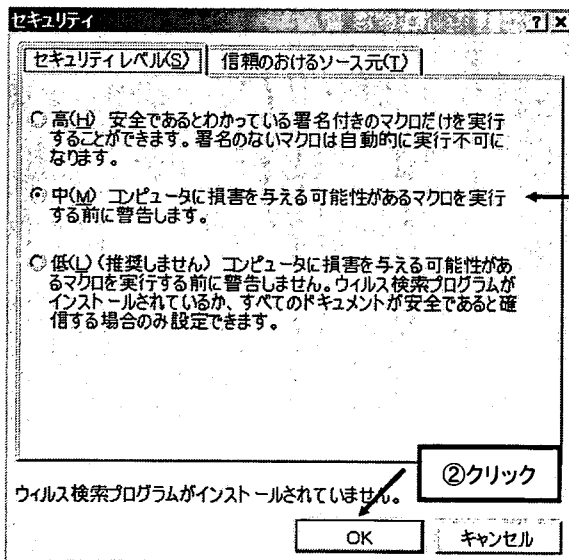 セキュリティ
セキュリティ レベル(S)
信頼のおけるソース元(T)
高(H) 安全であるとわかっている署名付きのマクロだけを実行
することができます。署名のないマクロは自動的に実行不可に
なります。
中(M) コンピュータに損害を与える可能性があるマクロを実行
する前に警告します。
低(L) (推奨しません) コンピュータに損害を与える可能性があ
るマクロを実行する前に警告しません。ウィルス検索プログラムが
インストールされているか、すべてのドキュメントが安全であると確
信する場合のみ設定できます。
②クリック
ウィルス検索プログラムがインストールされていません。
OK
キャンセル